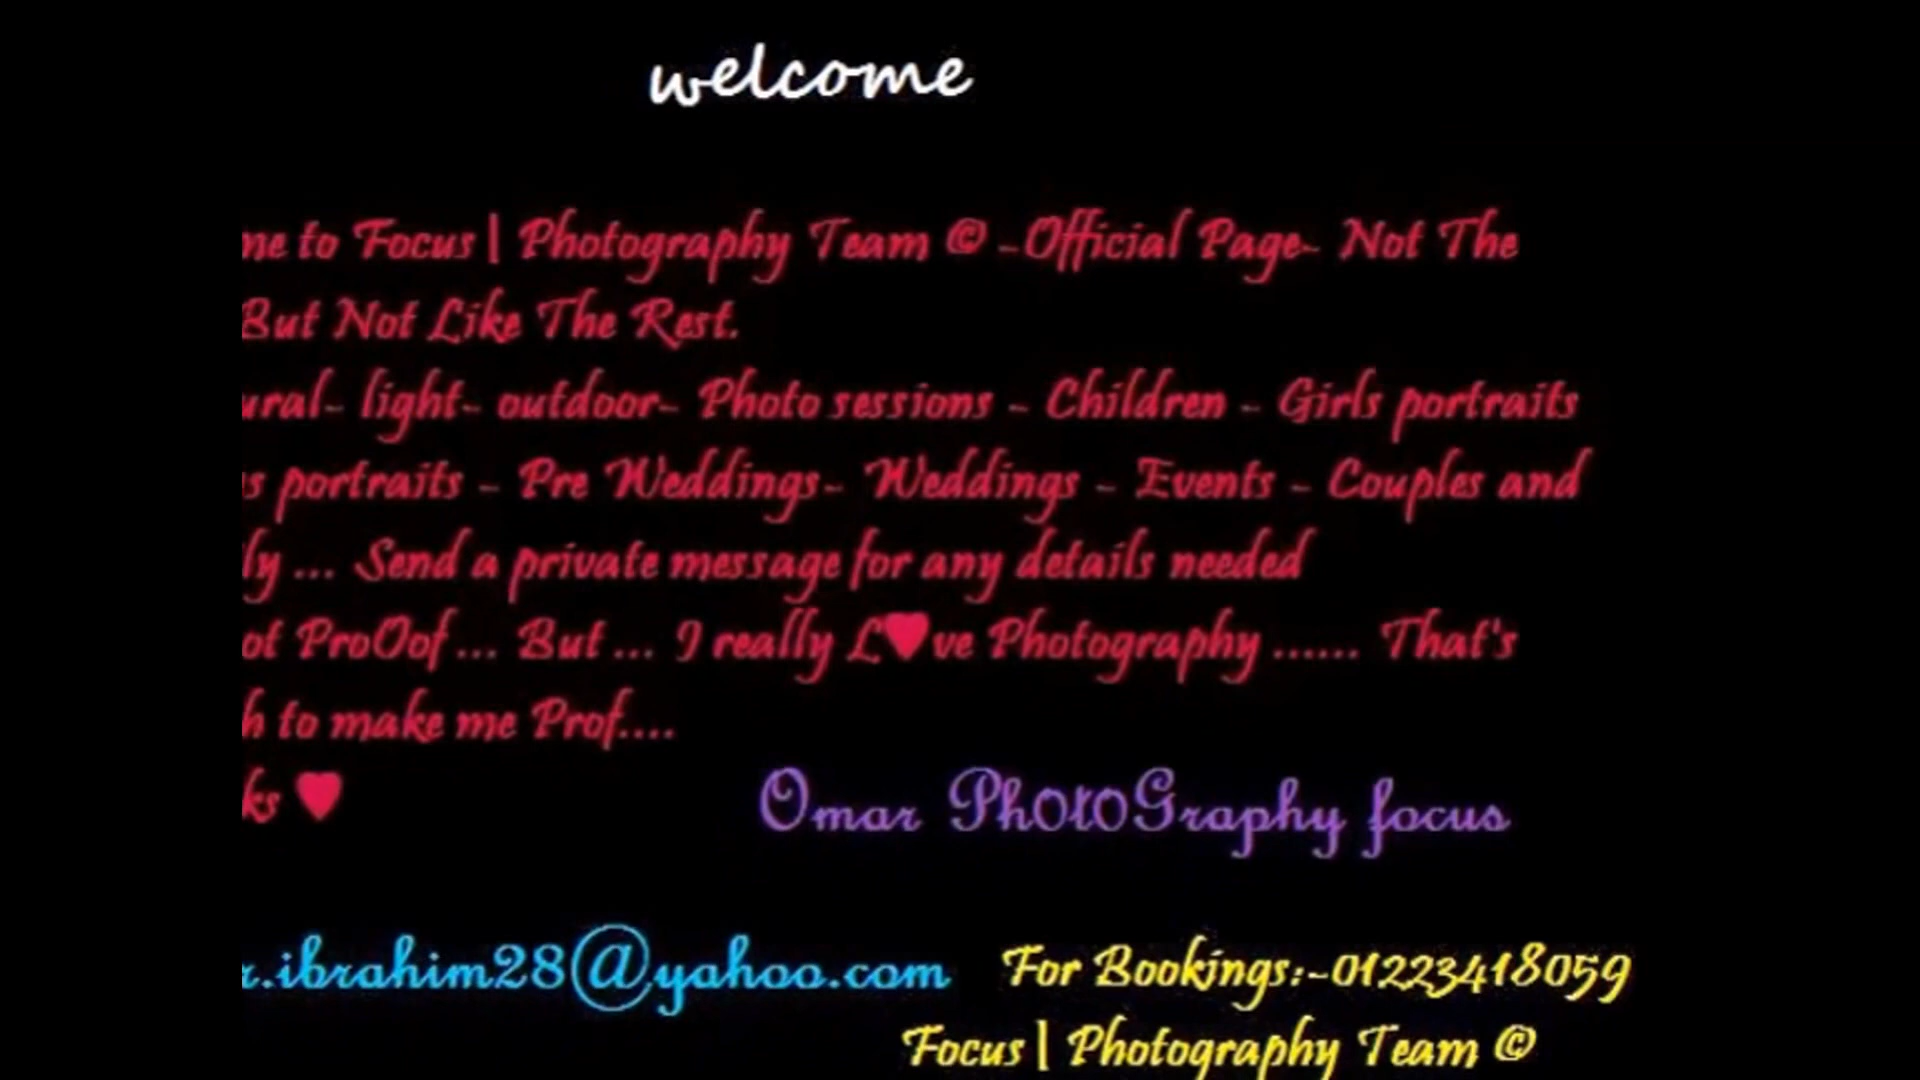 welcome
me to Focus | Photography Team © -Official Page- Not The
But Not Like The Rest.
ural- light- outdoor- Photo sessions - Children - Girls portraits
s portraits - Pre Weddings- Weddings - Events - Couples and
ly ... Send a private message for any details needed
ot ProOof ... But ... I really L♥ve Photography ...... That's
h to make me Prof....
ks ♥
Omar PhOtOGraphy focus
r.ibrahim28@yahoo.com For Bookings:-01223418059
Focus | Photography Team ©